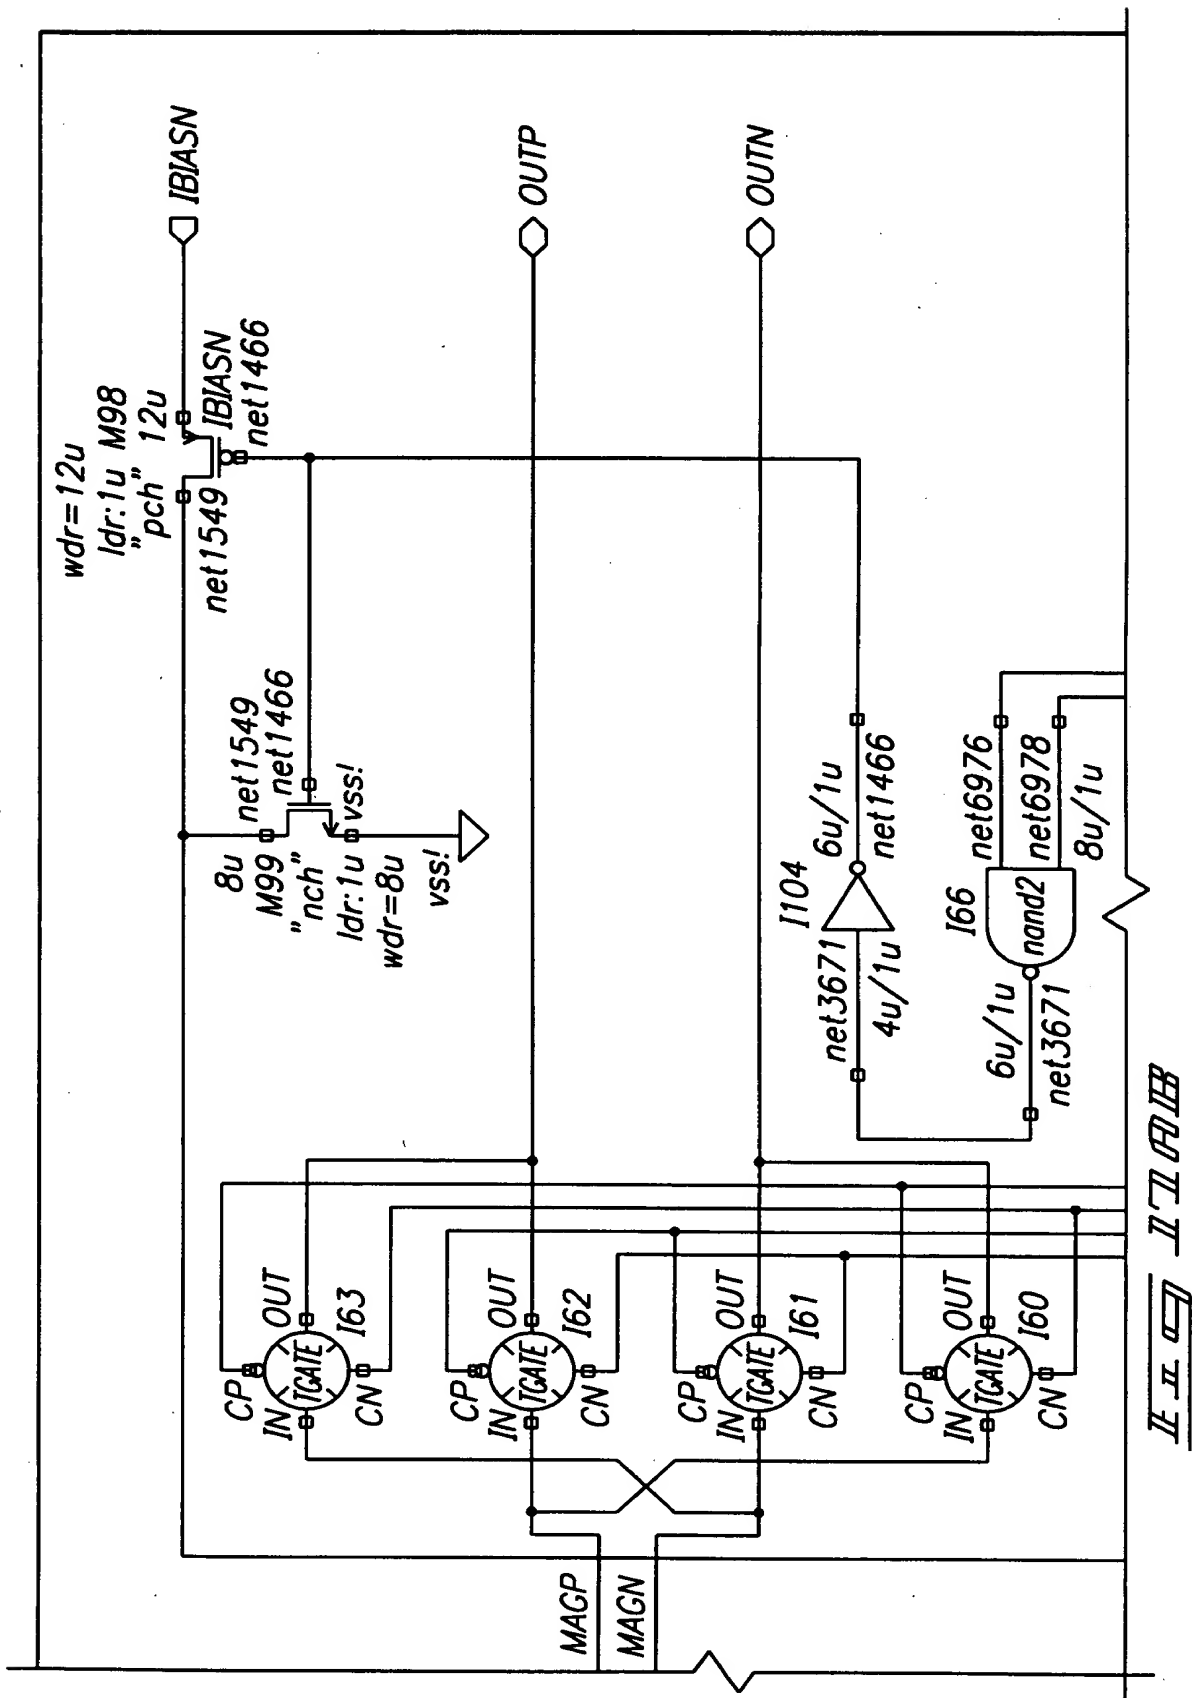 wdr=12u
ldr:1u M98
"pch" 12u
IBIASN
IBIASN
net1466
net1549
8u
M99
"nch"
ldr:1u
wdr=8u
net1549
net1466
vss!
vss!
CP
IN
TGATE
OUT
CN
I63
OUTP
CP
IN
TGATE
OUT
CN
I62
MAGP
MAGN
OUTN
CP
IN
TGATE
OUT
CN
I61
I104
net3671
4u/1u
6u/1u
net1466
CP
IN
TGATE
OUT
CN
I60
I66
nand2
6u/1u
net3671
net6976
net6978
8u/1u
FIG 17AB